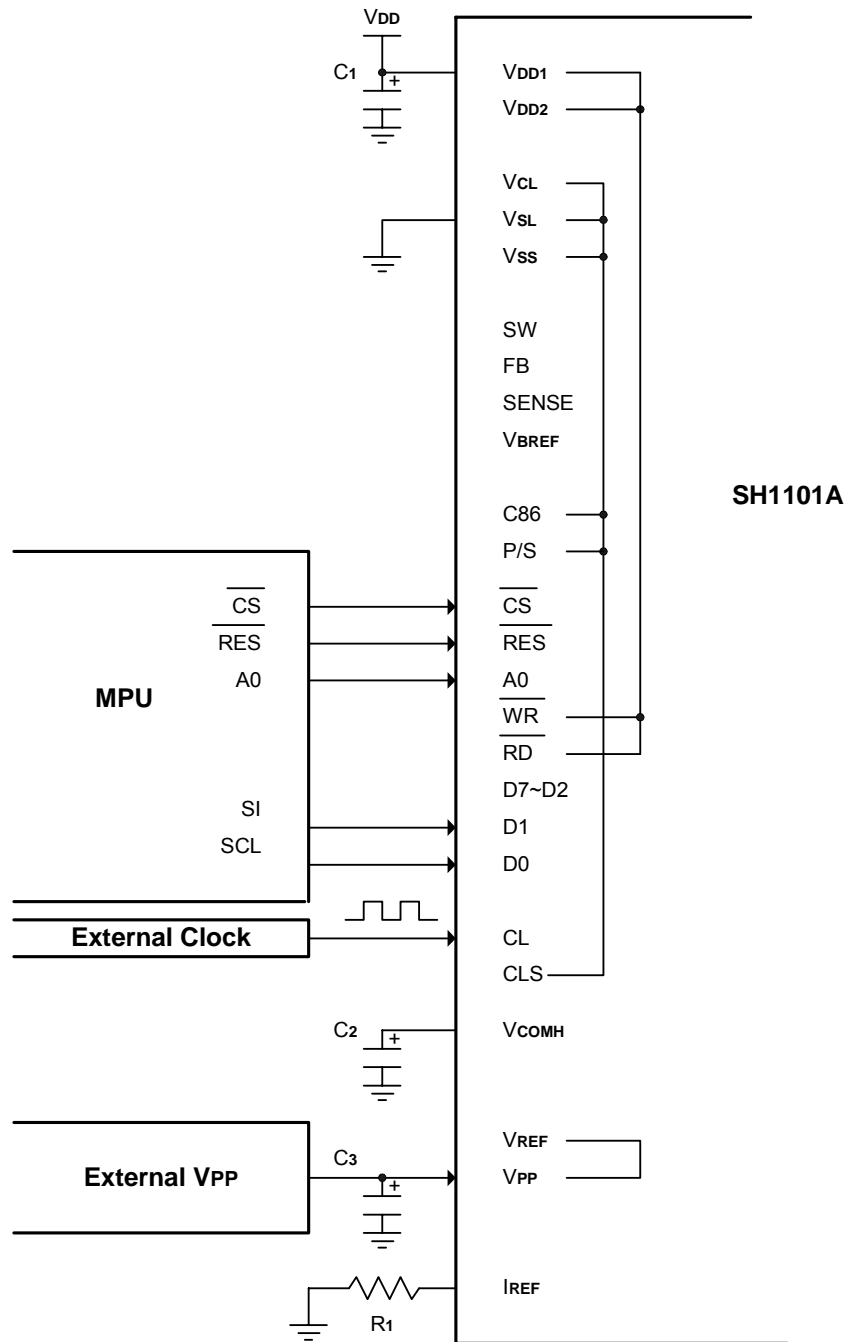 VDD
C1
+
VDD1
VDD2
VCL
VSL
VSS
SW
FB
SENSE
VBREF
SH1101A
C86
P/S
MPU
CS
RES
A0
SI
SCL
CS
RES
A0
WR
RD
D7~D2
D1
D0
External Clock
CL
CLS
C2
+
VCOMH
External VPP
C3
+
VREF
VPP
R1
IREF